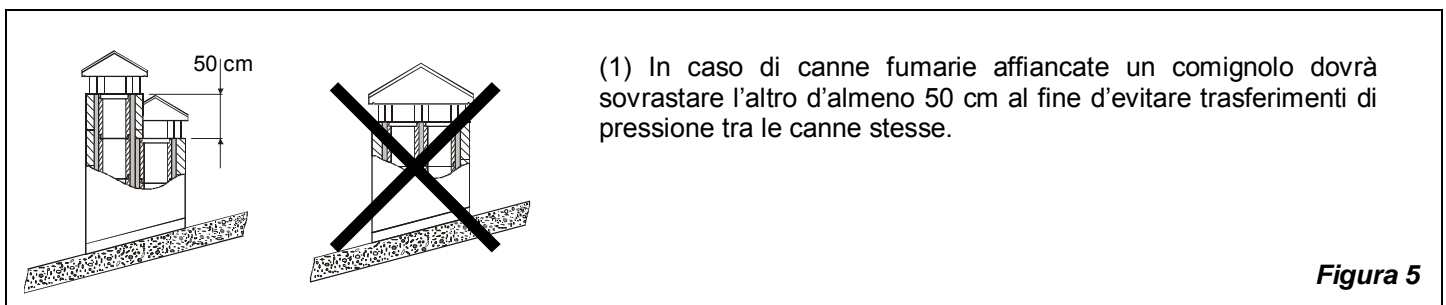 50 cm
(1) In caso di canne fumarie affiancate un comignolo dovrà
sovrastare l’altro d’almeno 50 cm al fine d’evitare trasferimenti di
pressione tra le canne stesse.
Figura 5